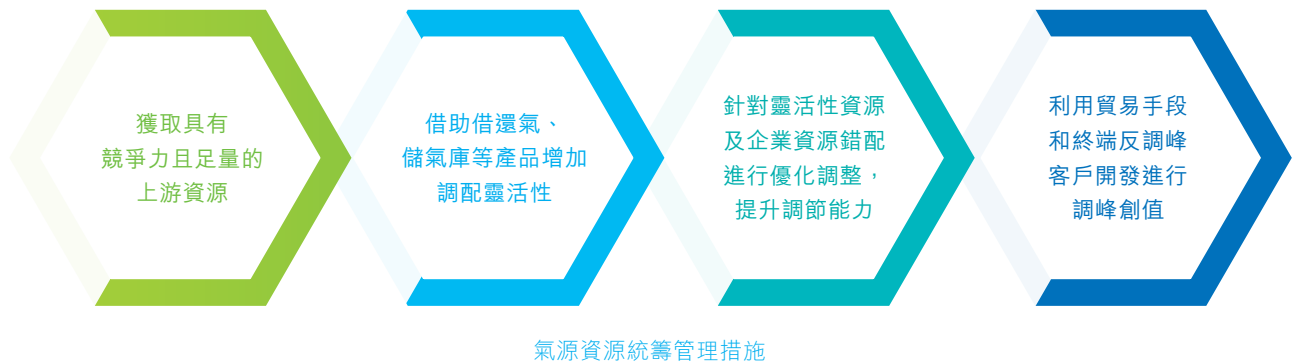 獲取具有
競爭力且足量的
上游資源
借助借還氣、
儲氣庫等產品增加
調配靈活性
針對靈活性資源
及企業資源錯配
進行優化調整，
提升調節能力
利用貿易手段
和終端反調峰
客戶開發進行
調峰創值
氣源資源統籌管理措施